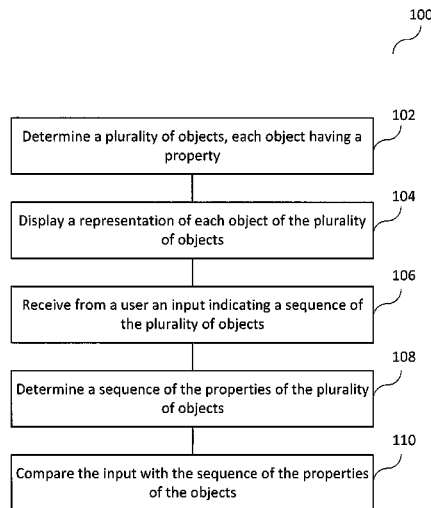 100
102
Determine a plurality of objects, each object having a
property
104
Display a representation of each object of the plurality
of objects
106
Receive from a user an input indicating a sequence of
the plurality of objects
108
Determine a sequence of the properties of the plurality
of objects
110
Compare the input with the sequence of the properties
of the objects